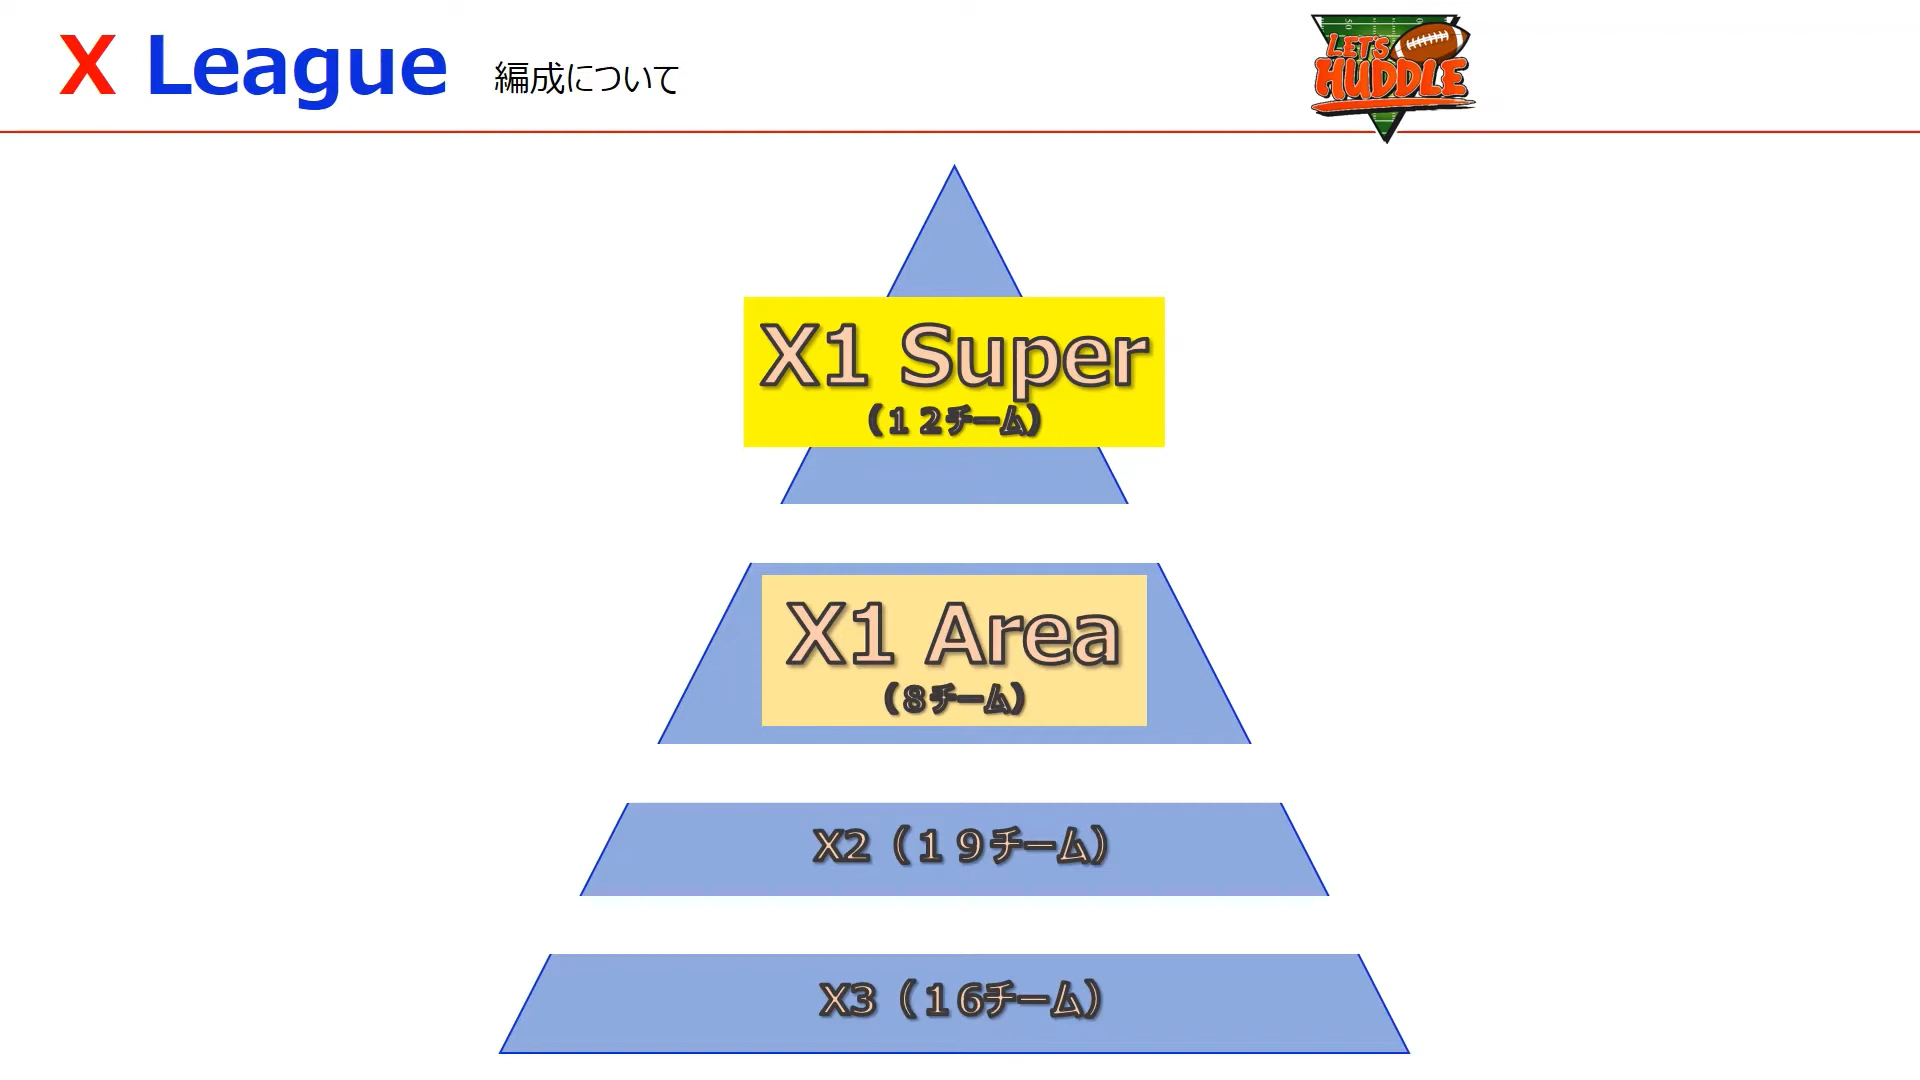 X League 編成について
LET'S
HUDDLE
X1 Super
（１２チーム）
X1 Area
（８チーム）
X2（１９チーム）
X3（１6チーム）